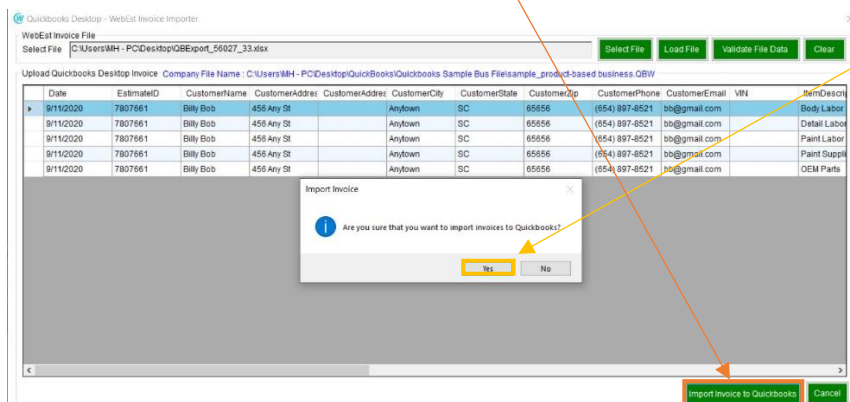 Quickbooks Desktop - WebEst Invoice Importer
WebEst Invoice File
Select File C:\Users\MH - PC\Desktop\QBExport_56027_33.xlsx Select File Load File Validate File Data Clear
Upload Quickbooks Desktop Invoice Company File Name : C:\Users\MH - PC\Desktop\QuickBooks\Quickbooks Sample Bus File\sample_product-based business.QBW
Date EstimateID CustomerName CustomerAddres CustomerAddres CustomerCity CustomerState CustomerZip CustomerPhone CustomerEmail VIN ItemDescrip
9/11/2020 7807661 Billy Bob 456 Any St Anytown SC 65656 (654) 897-8521 bb@gmail.com Body Labor
9/11/2020 7807661 Billy Bob 456 Any St Anytown SC 65656 (654) 897-8521 bb@gmail.com Detail Labor
9/11/2020 7807661 Billy Bob 456 Any St Anytown SC 65656 (654) 897-8521 bb@gmail.com Paint Labor
9/11/2020 7807661 Billy Bob 456 Any St Anytown SC 65656 (654) 897-8521 bb@gmail.com Paint Suppli
9/11/2020 7807661 Billy Bob 456 Any St Anytown SC 65656 (654) 897-8521 bb@gmail.com OEM Parts
Import Invoice
Are you sure that you want to import invoices to Quickbooks?
Yes No
Import Invoice to Quickbooks Cancel